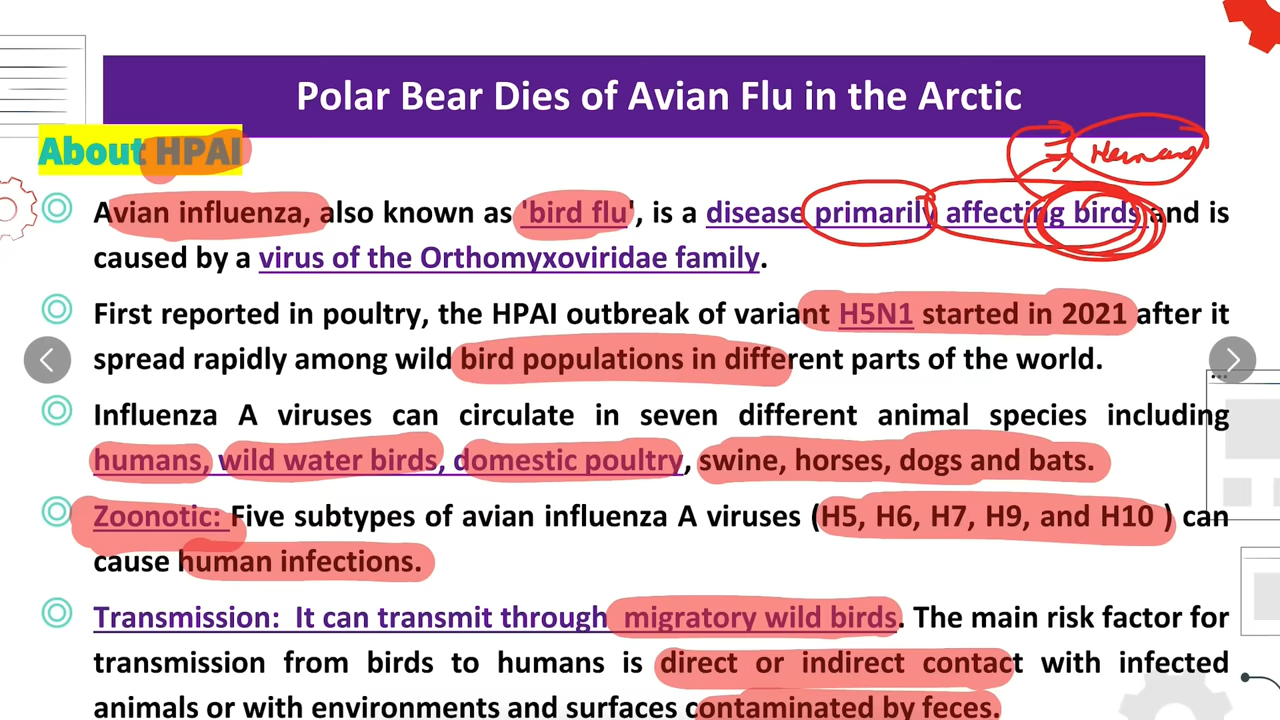 Polar Bear Dies of Avian Flu in the Arctic
About HPAI
Humans
Avian influenza, also known as 'bird flu', is a disease primarily affecting birds and is
caused by a virus of the Orthomyxoviridae family.
First reported in poultry, the HPAI outbreak of variant H5N1 started in 2021 after it
spread rapidly among wild bird populations in different parts of the world.
Influenza A viruses can circulate in seven different animal species including
humans, wild water birds, domestic poultry, swine, horses, dogs and bats.
Zoonotic: Five subtypes of avian influenza A viruses (H5, H6, H7, H9, and H10 ) can
cause human infections.
Transmission: It can transmit through migratory wild birds. The main risk factor for
transmission from birds to humans is direct or indirect contact with infected
animals or with environments and surfaces contaminated by feces.